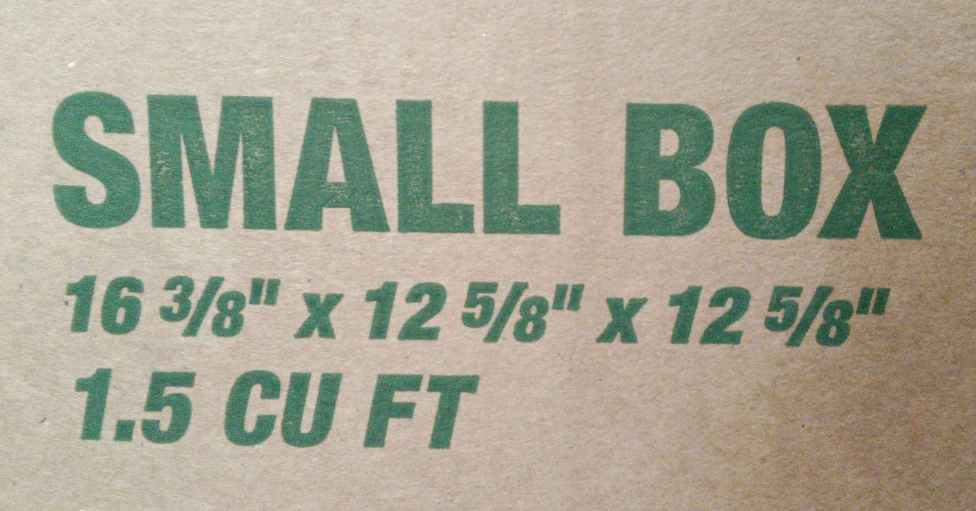 SMALL BOX
16 3/8" x 12 5/8" x 12 5/8"
1.5 CU FT